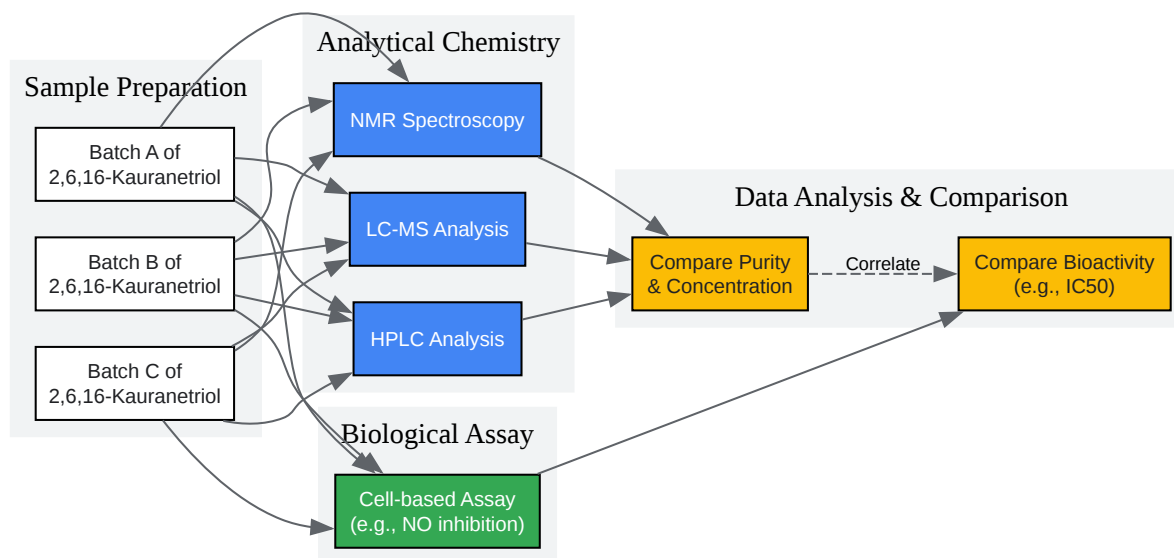 Sample Preparation
Batch A of
2,6,16-Kauranetriol
Batch B of
2,6,16-Kauranetriol
Batch C of
2,6,16-Kauranetriol
Analytical Chemistry
NMR Spectroscopy
LC-MS Analysis
HPLC Analysis
Biological Assay
Cell-based Assay
(e.g., NO inhibition)
Data Analysis & Comparison
Compare Purity
& Concentration
Correlate
Compare Bioactivity
(e.g., IC50)